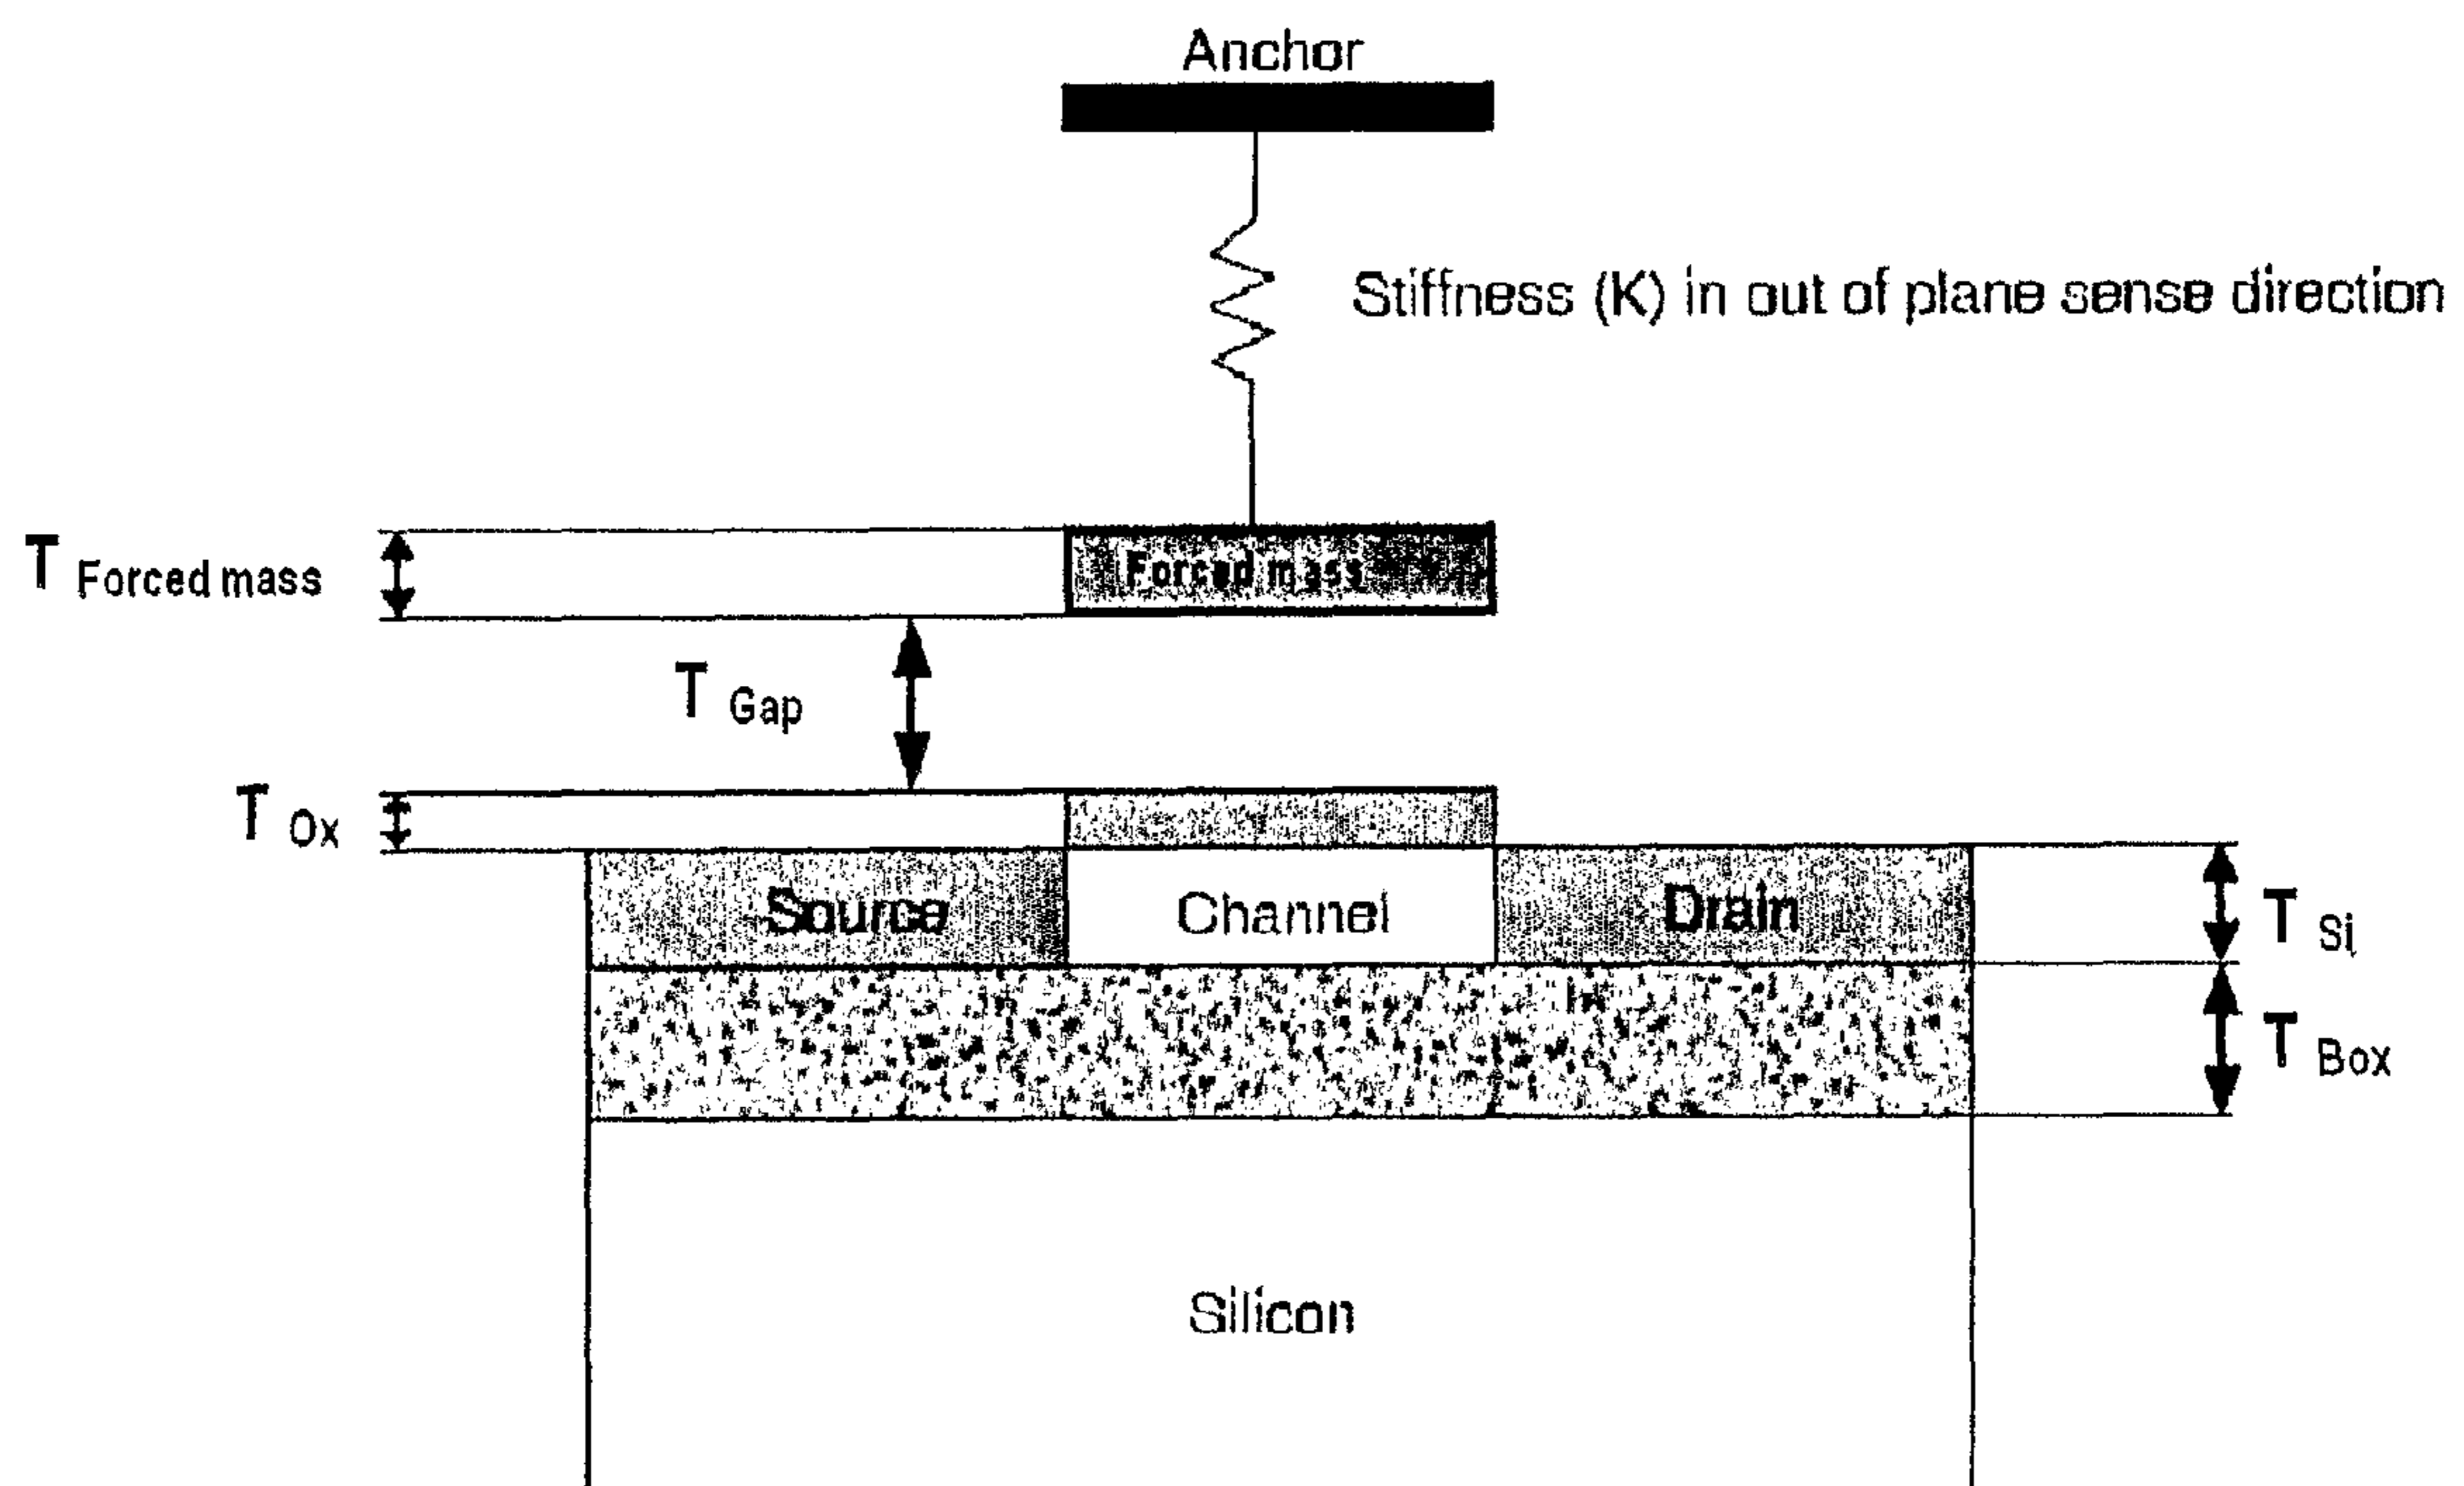 Anchor
Stiffness (K) in out of plane sense direction
T Forced mass
Forced mass
T Gap
T Ox
Source
Channel
Drain
T Si
T Box
Silicon